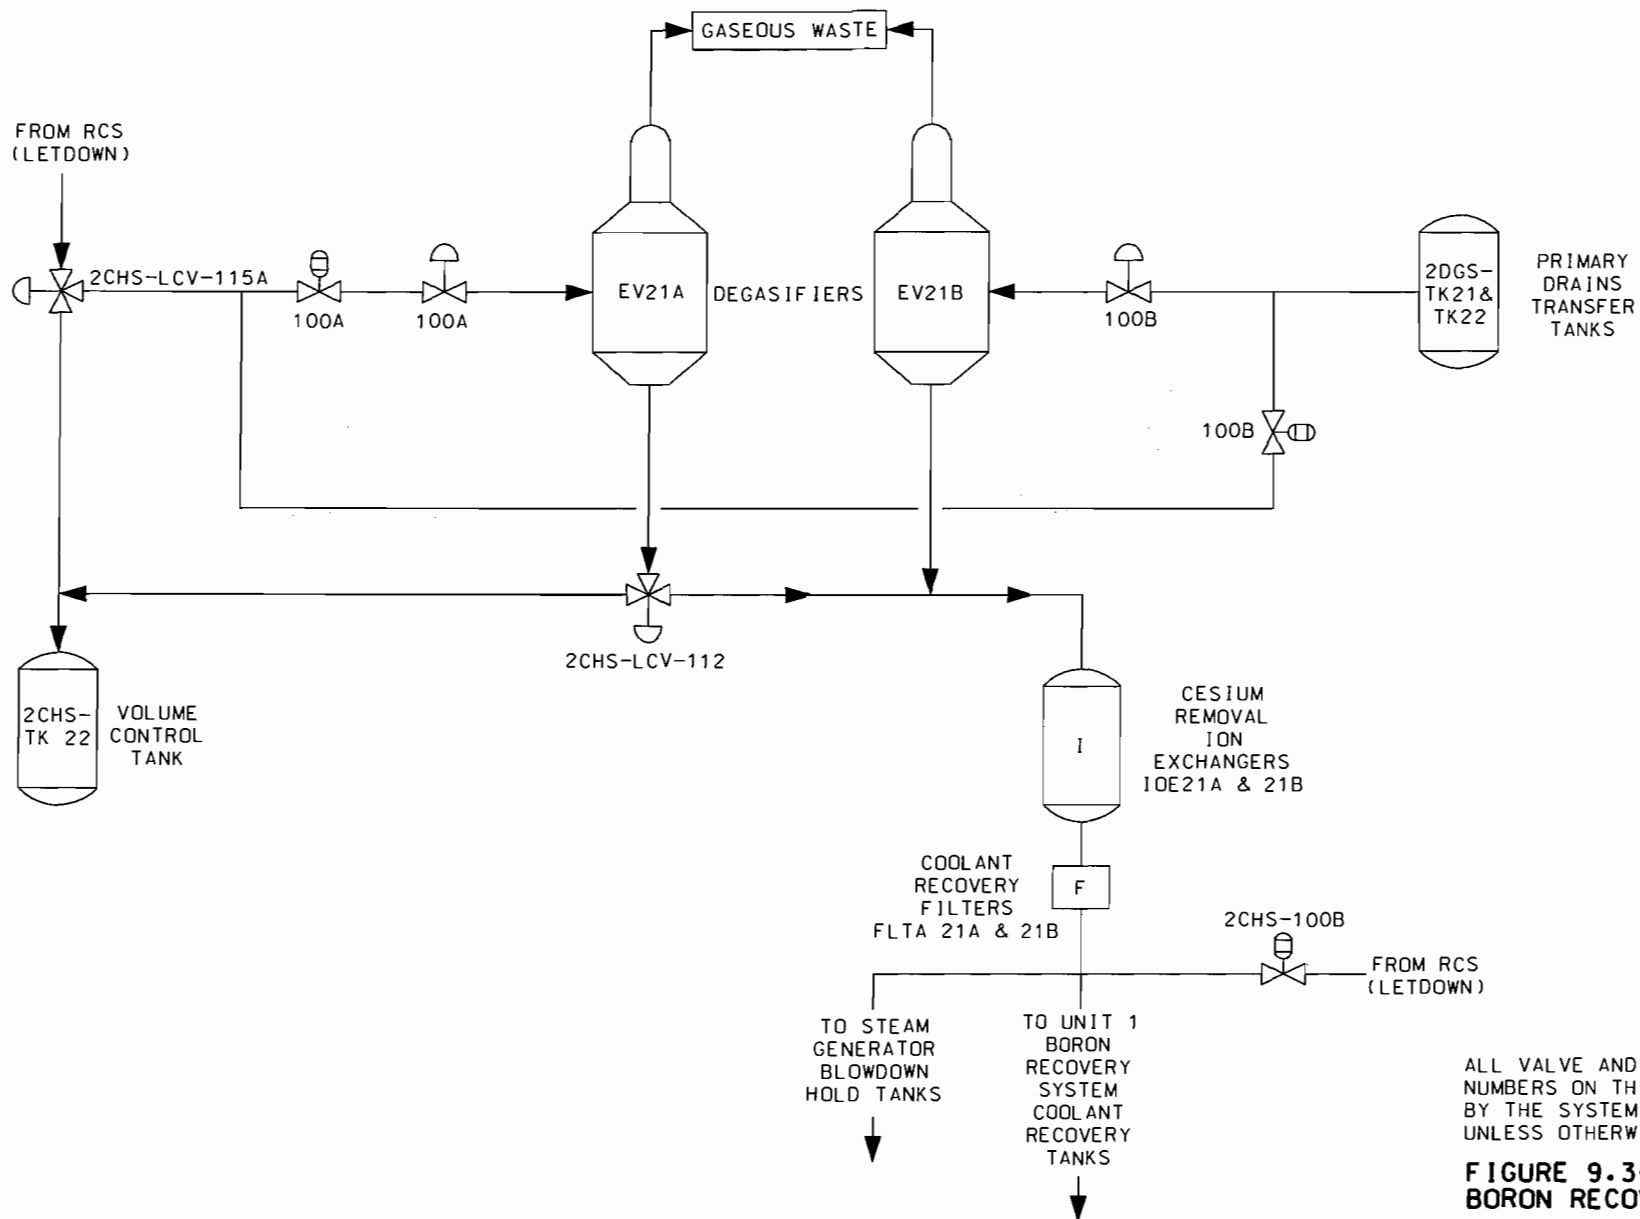 GASEOUS WASTE
FROM RCS
(LETDOWN)
2CHS-LCV-115A
100A
100A
EV21A
DEGASIFIERS
EV21B
100B
2DGS-
TK21&
TK22
PRIMARY
DRAINS
TRANSFER
TANKS
100B
2CHS-LCV-112
2CHS-
TK 22
VOLUME
CONTROL
TANK
I
CESIUM
REMOVAL
ION
EXCHANGERS
IOE21A & 21B
COOLANT
RECOVERY
FILTERS
FLTA 21A & 21B
F
2CHS-100B
FROM RCS
(LETDOWN)
TO STEAM
GENERATOR
BLOWDOWN
HOLD TANKS
TO UNIT 1
BORON
RECOVERY
SYSTEM
COOLANT
RECOVERY
TANKS
ALL VALVE AND
NUMBERS ON TH
BY THE SYSTEM
UNLESS OTHERW
FIGURE 9.3
BORON RECO